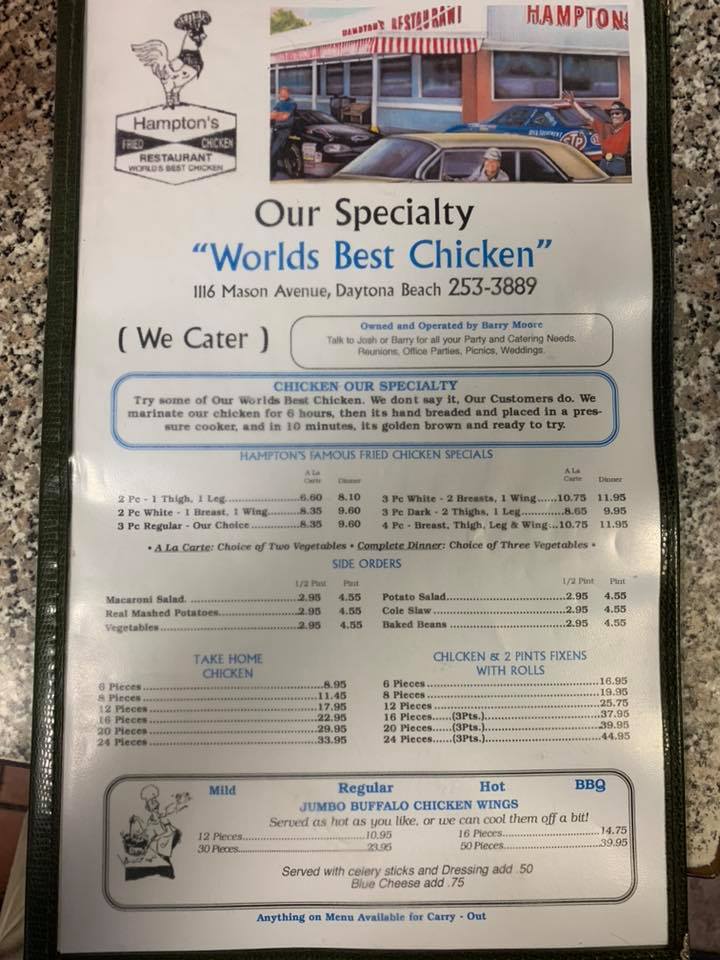 HAMPTON'S RESTAURANT
HAMPTON
STP
Hampton's
FRIED CHICKEN
RESTAURANT
WORLD'S BEST CHICKEN
Our Specialty
“Worlds Best Chicken”
1116 Mason Avenue, Daytona Beach 253-3889
( We Cater )
Owned and Operated by Barry Moore
Talk to Josh or Barry for all your Party and Catering Needs.
Reunions, Office Parties, Picnics, Weddings.
CHICKEN OUR SPECIALTY
Try some of Our Worlds Best Chicken. We dont say it, Our Customers do. We
marinate our chicken for 6 hours, then its hand breaded and placed in a pres-
sure cooker, and in 10 minutes, its golden brown and ready to try.
HAMPTON'S FAMOUS FRIED CHICKEN SPECIALS
A La Carte Dinner A La Carte Dinner
2 Pc - 1 Thigh, 1 Leg 6.60 8.10 3 Pc White - 2 Breasts, 1 Wing 10.75 11.95
2 Pc White - 1 Breast, 1 Wing 8.35 9.60 3 Pc Dark - 2 Thighs, 1 Leg 8.65 9.95
3 Pc Regular - Our Choice 8.35 9.60 4 Pc - Breast, Thigh, Leg & Wing 10.75 11.95
• A La Carte: Choice of Two Vegetables • Complete Dinner: Choice of Three Vegetables •
SIDE ORDERS
1/2 Pint Pint 1/2 Pint Pint
Macaroni Salad. 2.95 4.55 Potato Salad 2.95 4.55
Real Mashed Potatoes 2.95 4.55 Cole Slaw 2.95 4.55
Vegetables 2.95 4.55 Baked Beans 2.95 4.55
TAKE HOME
CHICKEN
6 Pieces 8.95
8 Pieces 11.45
12 Pieces 17.95
16 Pieces 22.95
20 Pieces 29.95
24 Pieces 33.95
CHLCKEN & 2 PINTS FIXENS
WITH ROLLS
6 Pieces 16.95
8 Pieces 19.95
12 Pieces 25.75
16 Pieces (3Pts.) 37.95
20 Pieces (3Pts.) 39.95
24 Pieces (3Pts.) 44.95
Mild Regular Hot BBQ
JUMBO BUFFALO CHICKEN WINGS
Served as hot as you like, or we can cool them off a bit!
12 Pieces 10.95 16 Pieces 14.75
30 Pieces 23.95 50 Pieces 39.95
Served with celery sticks and Dressing add .50
Blue Cheese add .75
Anything on Menu Available for Carry - Out